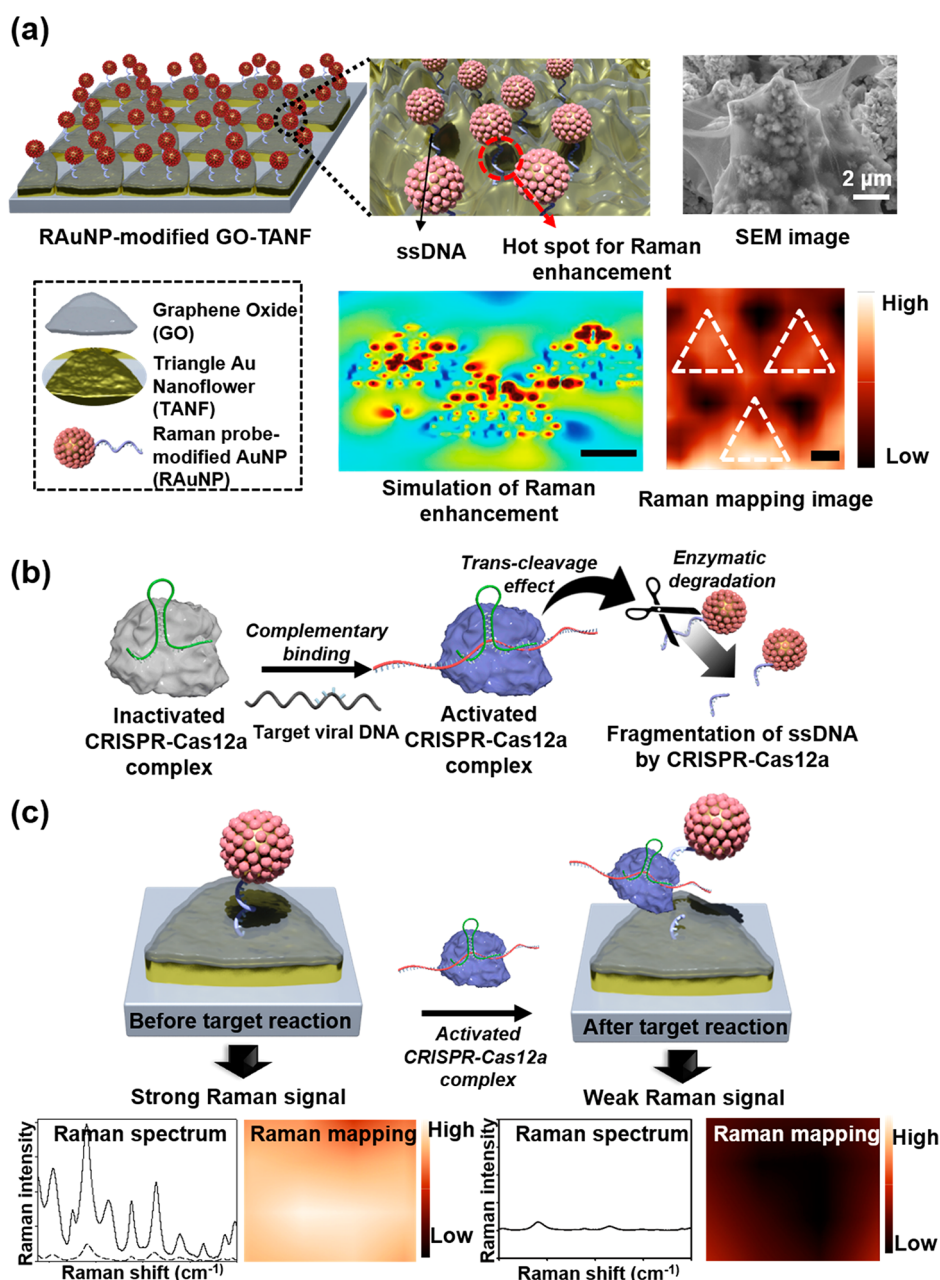 (a)
RAuNP-modified GO-TANF
ssDNA
Hot spot for Raman
enhancement
2 μm
SEM image
Graphene Oxide
(GO)
Triangle Au
Nanoflower
(TANF)
Raman probe-
modified AuNP
(RAuNP)
Simulation of Raman
enhancement
High
Low
Raman mapping image
(b)
Inactivated
CRISPR-Cas12a
complex
Complementary
binding
Target viral DNA
Trans-cleavage
effect
Activated
CRISPR-Cas12a
complex
Enzymatic
degradation
Fragmentation of ssDNA
by CRISPR-Cas12a
(c)
Before target reaction
Activated
CRISPR-Cas12a
complex
After target reaction
Strong Raman signal
Weak Raman signal
Raman intensity
Raman spectrum
Raman shift (cm-1)
Raman mapping
High
Low
Raman intensity
Raman spectrum
Raman shift (cm-1)
Raman mapping
High
Low